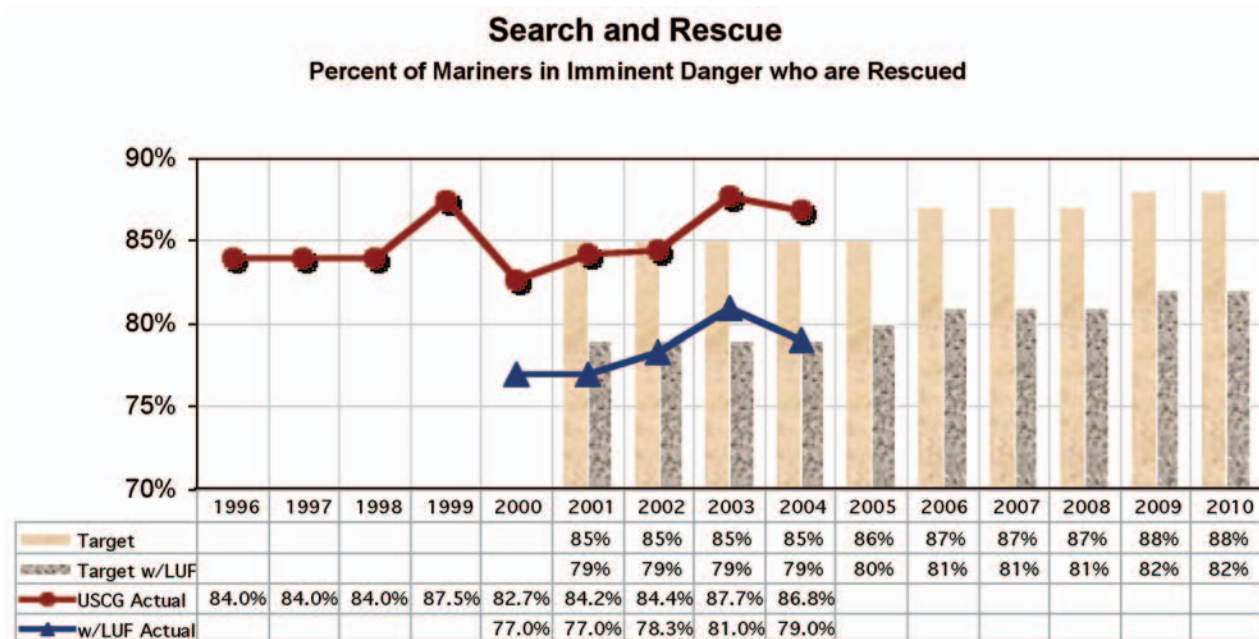 Search and Rescue
Percent of Mariners in Imminent Danger who are Rescued
90%
85%
80%
75%
70%
1996 1997 1998 1999 2000 2001 2002 2003 2004 2005 2006 2007 2008 2009 2010
Target 85% 85% 85% 85% 86% 87% 87% 87% 88% 88%
Target w/LUF 79% 79% 79% 79% 80% 81% 81% 81% 82% 82%
USCG Actual 84.0% 84.0% 84.0% 87.5% 82.7% 84.2% 84.4% 87.7% 86.8%
w/LUF Actual 77.0% 77.0% 78.3% 81.0% 79.0%